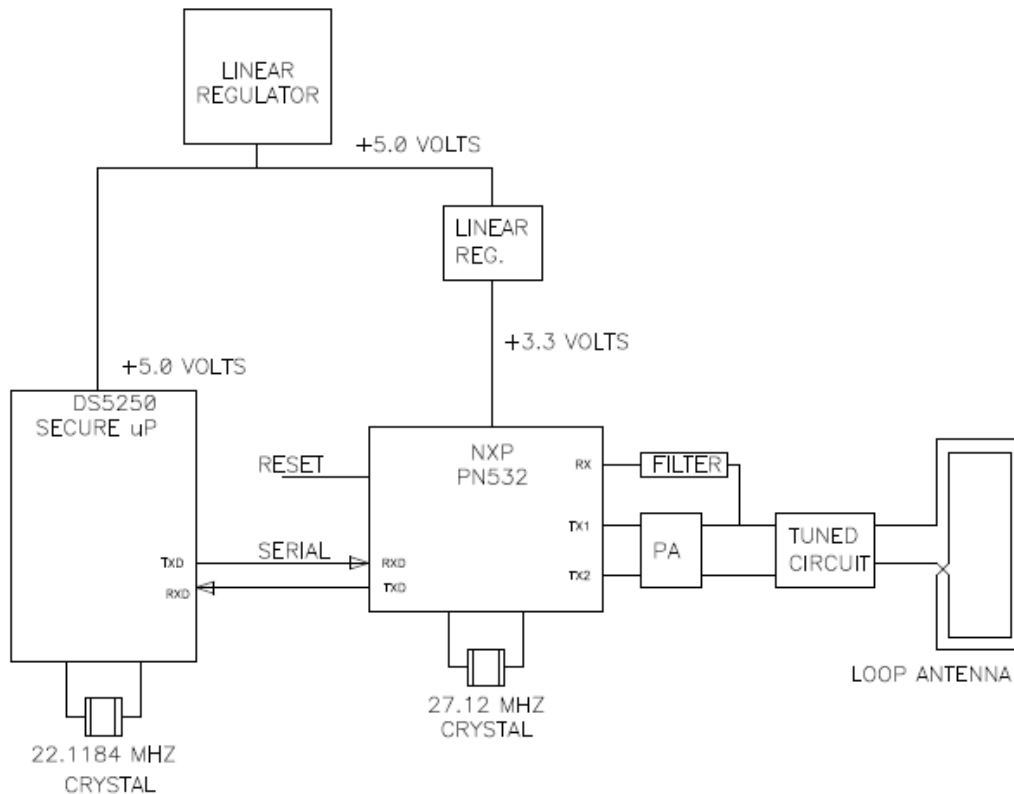 LINEAR
REGULATOR
+5.0 VOLTS
LINEAR
REG.
+3.3 VOLTS
+5.0 VOLTS
DS5250
SECURE uP
TXD
RXD
SERIAL
RESET
NXP
PN532
RX
TX1
TX2
RXD
TXD
FILTER
PA
TUNED
CIRCUIT
LOOP ANTENNA
27.12 MHZ
CRYSTAL
22.1184 MHZ
CRYSTAL